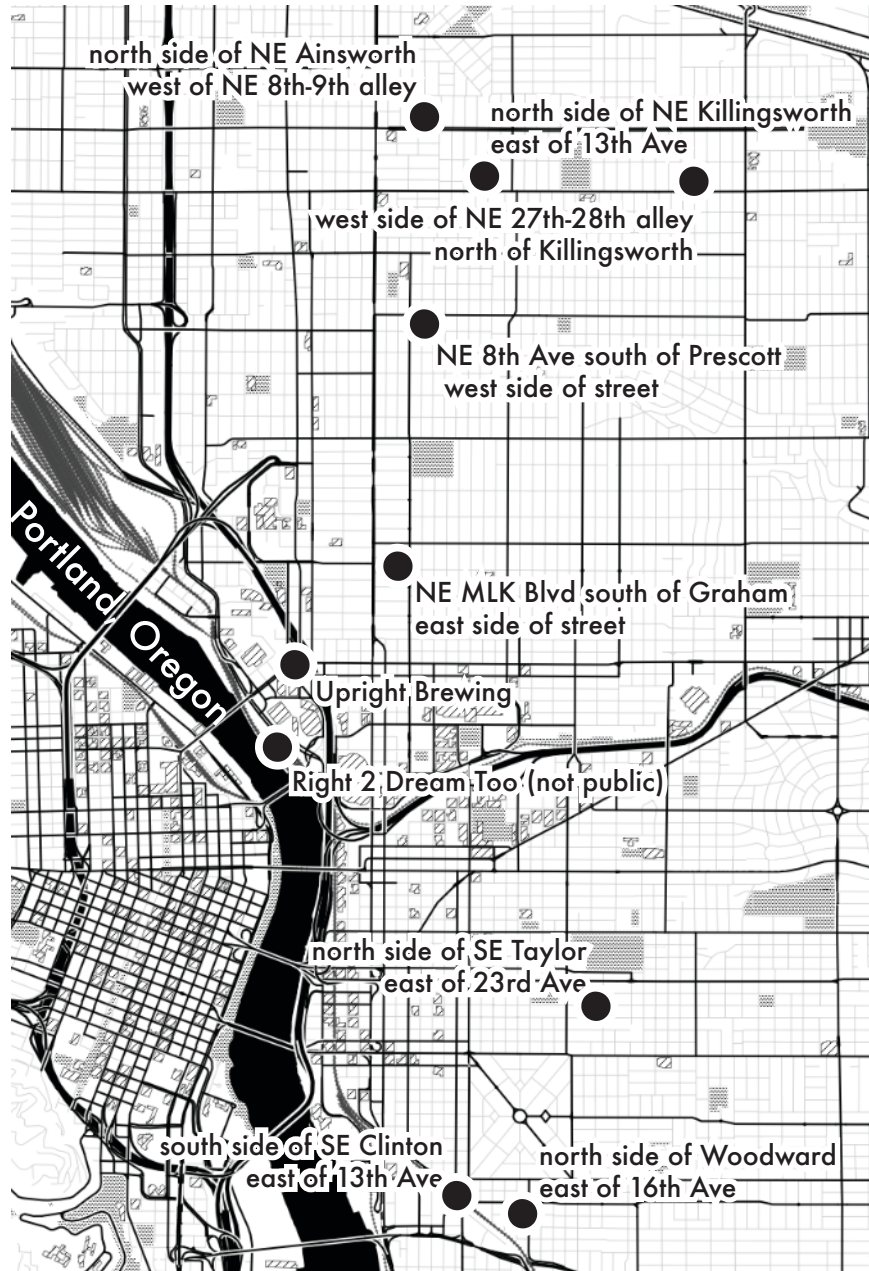 north side of NE Ainsworth
west of NE 8th-9th alley
north side of NE Killingsworth
east of 13th Ave
west side of NE 27th-28th alley
north of Killingsworth
NE 8th Ave south of Prescott
west side of street
Portland Oregon
NE MLK Blvd south of Graham
east side of street
Upright Brewing
Right 2 Dream Too (not public)
north side of SE Taylor
east of 23rd Ave
south side of SE Clinton
east of 13th Ave
north side of Woodward
east of 16th Ave